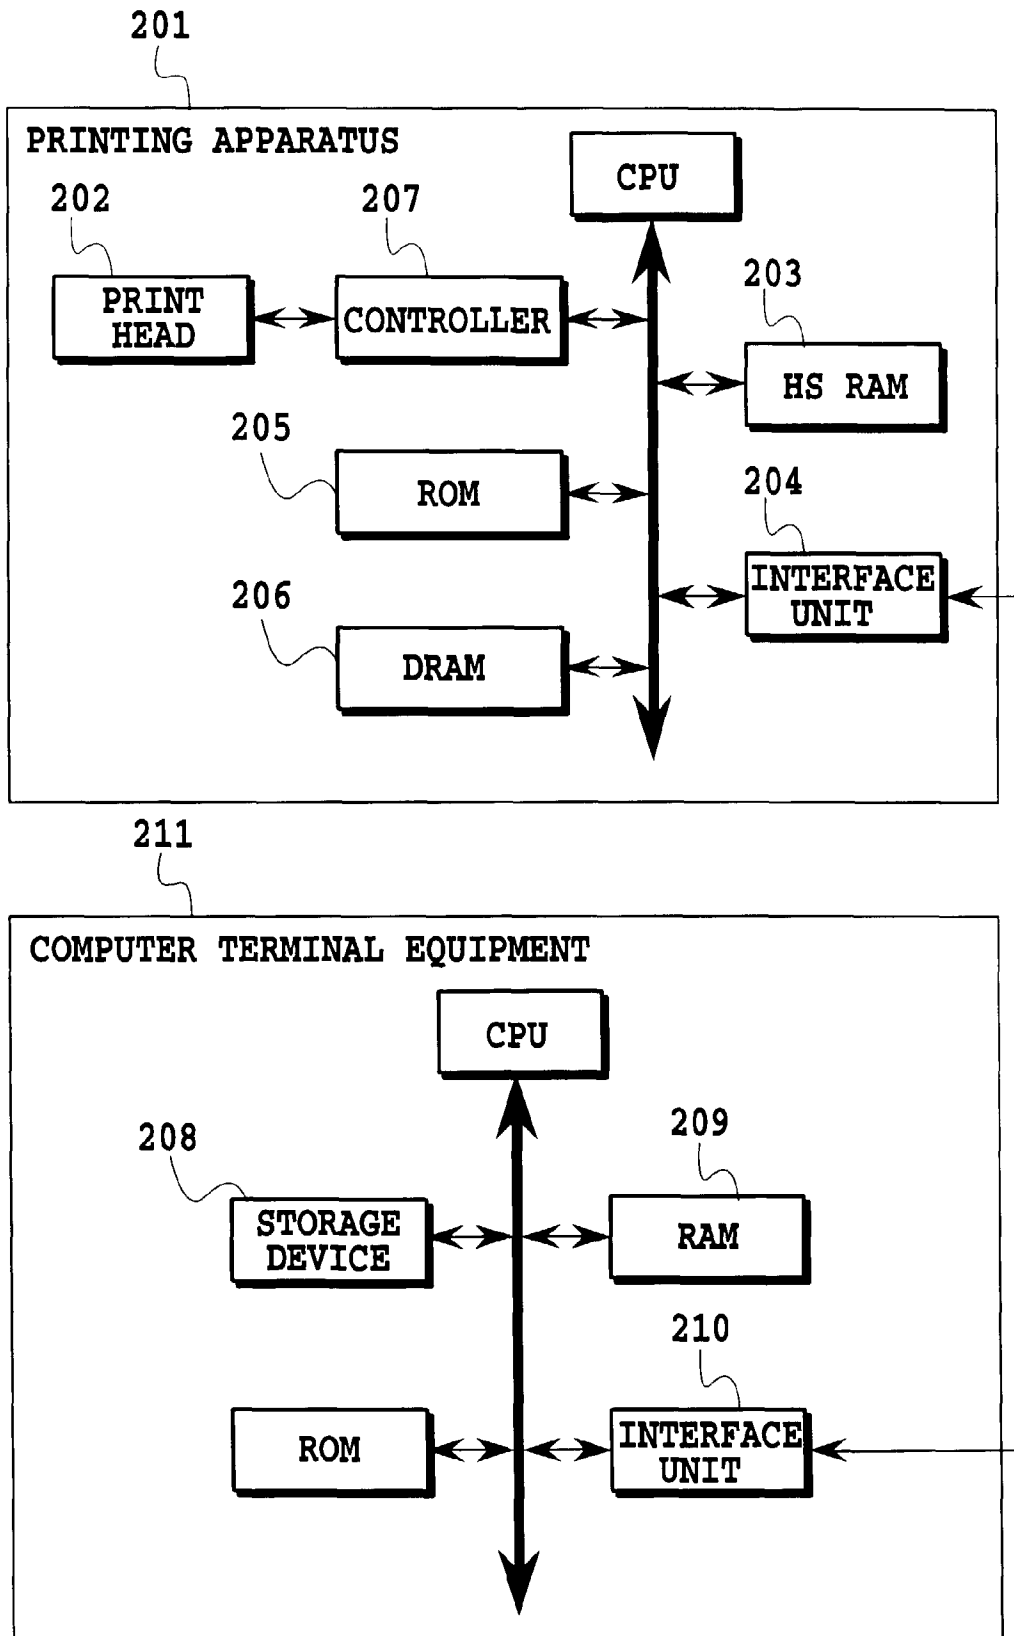 201
PRINTING APPARATUS
CPU
202
207
PRINT
HEAD
CONTROLLER
203
HS RAM
205
ROM
204
INTERFACE
UNIT
206
DRAM
211
COMPUTER TERMINAL EQUIPMENT
CPU
208
STORAGE
DEVICE
209
RAM
210
ROM
INTERFACE
UNIT